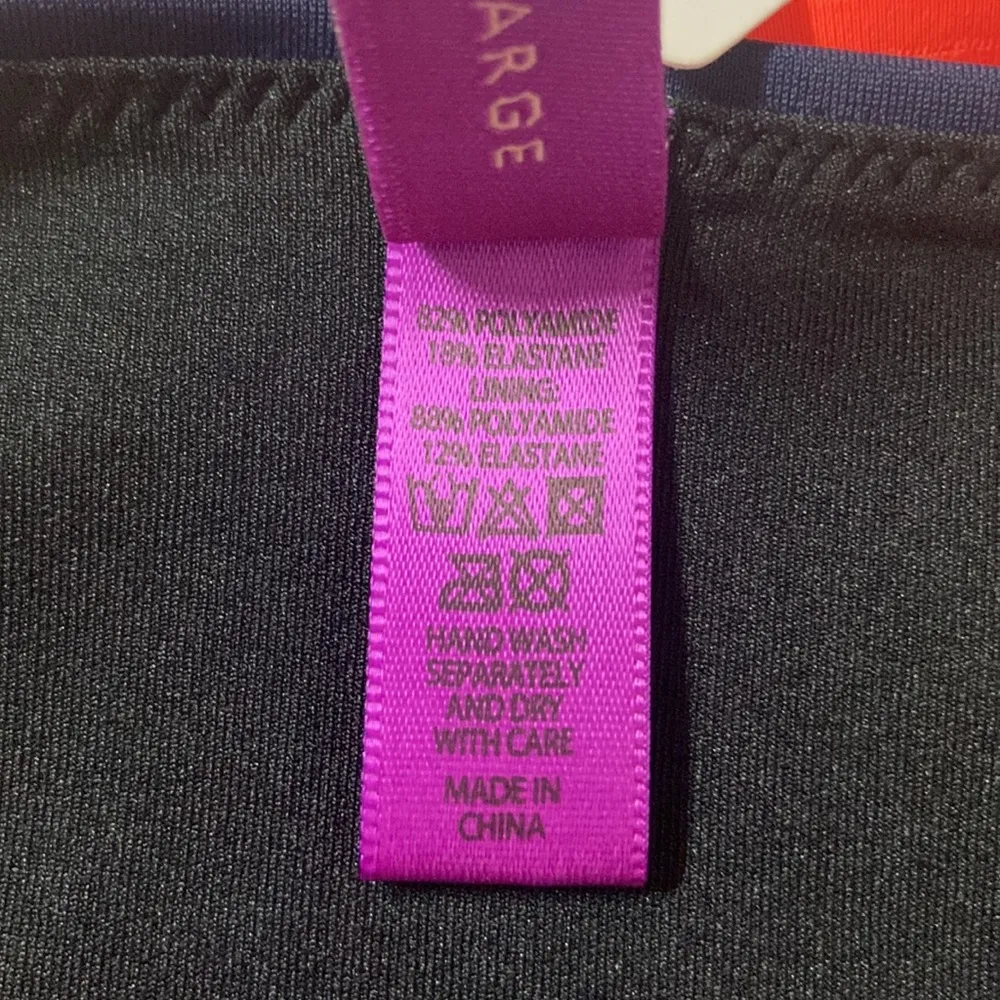 ARGE
82% POLYAMIDE
18% ELASTANE
LINING:
88% POLYAMIDE
12% ELASTANE
HAND WASH
SEPARATELY
AND DRY
WITH CARE
MADE IN
CHINA